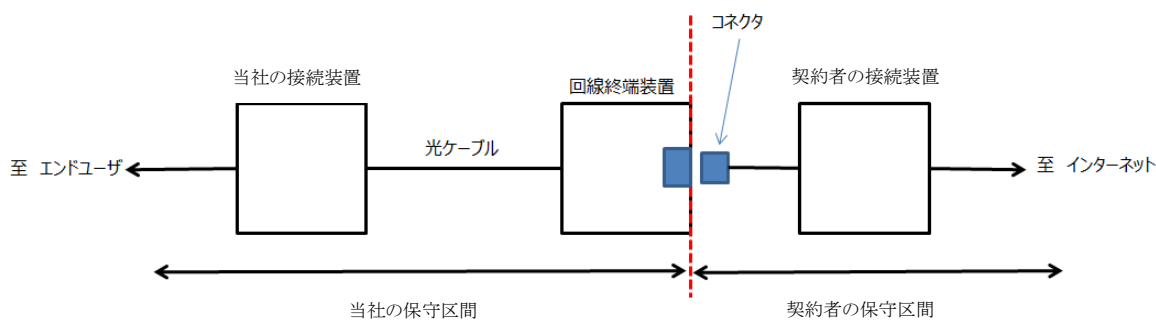 コネクタ
当社の接続装置
回線終端装置
契約者の接続装置
至 エンドユーザ
光ケーブル
至 インターネット
当社の保守区間
契約者の保守区間